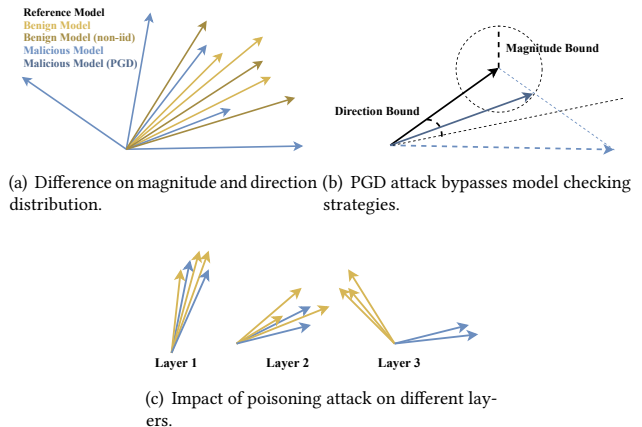 Reference Model
Benign Model
Benign Model (non-iid)
Malicious Model
Malicious Model (PGD)
Magnitude Bound
Direction Bound
(a) Difference on magnitude and direction
distribution.
(b) PGD attack bypasses model checking
strategies.
Layer 1
Layer 2
Layer 3
(c) Impact of poisoning attack on different lay-
ers.